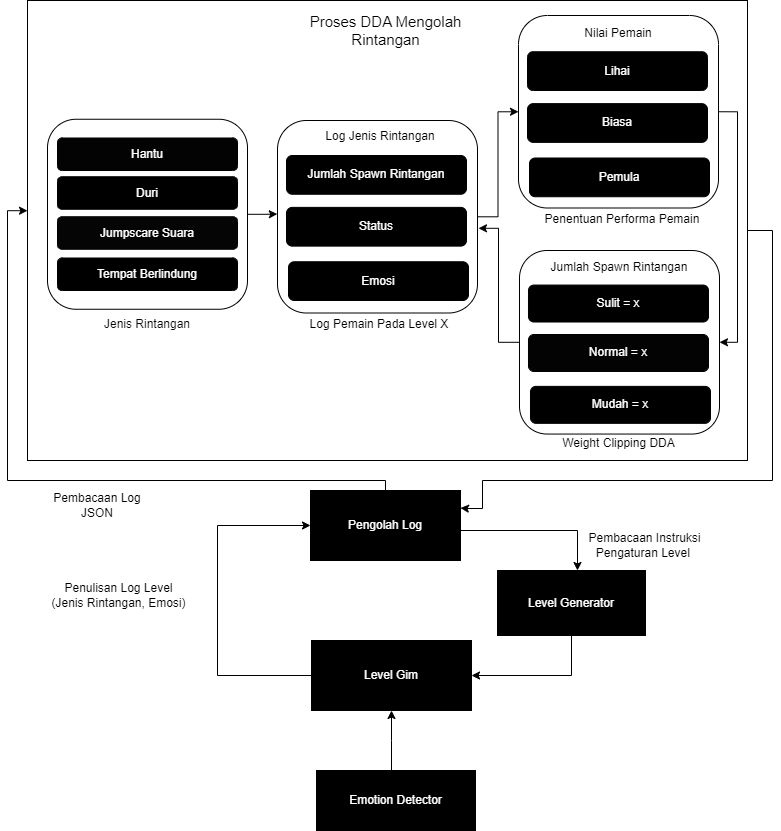 Proses DDA Mengolah
Rintangan
Hantu
Duri
Jumpscare Suara
Tempat Berlindung
Jenis Rintangan
Log Jenis Rintangan
Jumlah Spawn Rintangan
Status
Emosi
Log Pemain Pada Level X
Nilai Pemain
Lihai
Biasa
Pemula
Penentuan Performa Pemain
Jumlah Spawn Rintangan
Sulit = x
Normal = x
Mudah = x
Weight Clipping DDA
Pembacaan Log
JSON
Pengolah Log
Pembacaan Instruksi
Pengaturan Level
Penulisan Log Level
(Jenis Rintangan, Emosi)
Level Generator
Level Gim
Emotion Detector